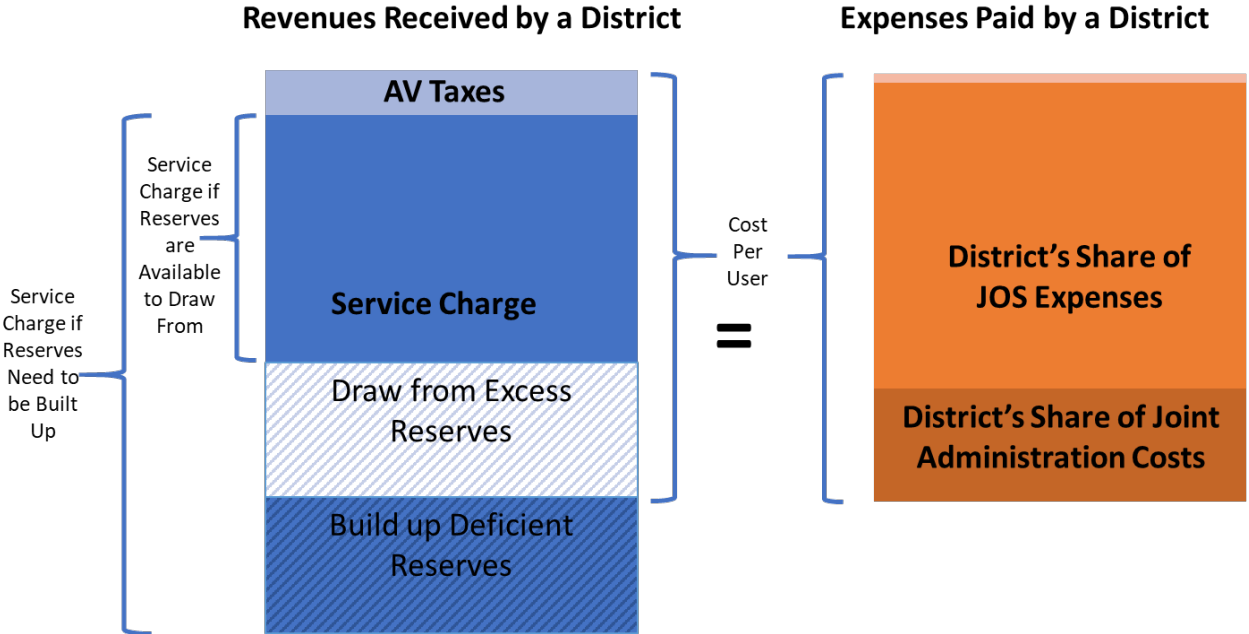 Revenues Received by a District
Expenses Paid by a District
AV Taxes
Service
Charge if
Reserves
are
Available
to Draw
From
Service
Charge if
Reserves
Need to
be Built
Up
Service Charge
Draw from Excess
Reserves
Build up Deficient
Reserves
Cost
Per
User
=
District’s Share of
JOS Expenses
District’s Share of Joint
Administration Costs